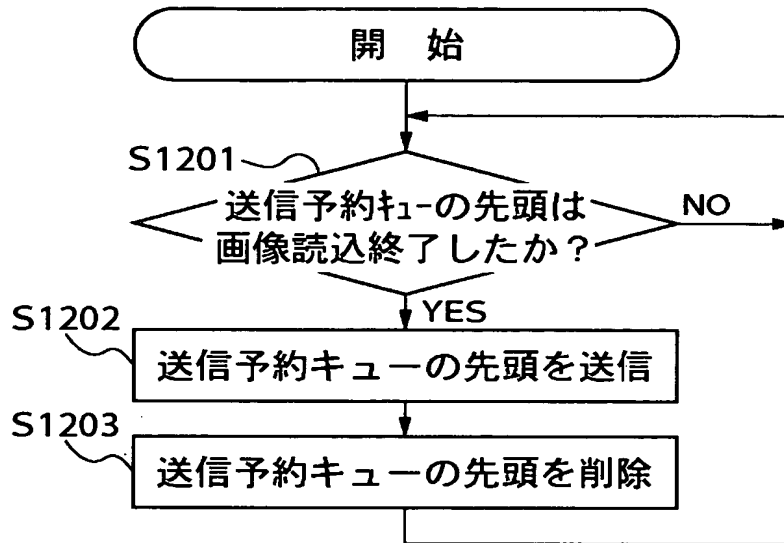 開 始
S1201
送信予約ｷｭｰの先頭は
画像読込終了したか？
NO
YES
S1202
送信予約キューの先頭を送信
S1203
送信予約キューの先頭を削除